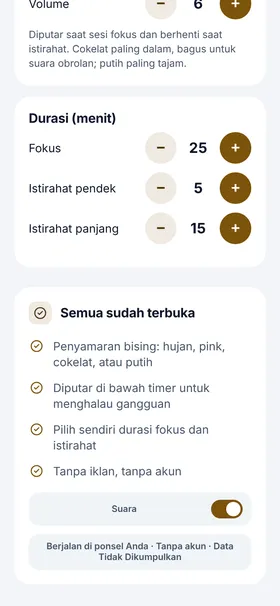 Volume
− 6 +
Diputar saat sesi fokus dan berhenti saat
istirahat. Cokelat paling dalam, bagus untuk
suara obrolan; putih paling tajam.
Durasi (menit)
Fokus − 25 +
Istirahat pendek − 5 +
Istirahat panjang − 15 +
Semua sudah terbuka
Penyamaran bising: hujan, pink,
cokelat, atau putih
Diputar di bawah timer untuk
menghalau gangguan
Pilih sendiri durasi fokus dan
istirahat
Tanpa iklan, tanpa akun
Suara
Berjalan di ponsel Anda · Tanpa akun · Data
Tidak Dikumpulkan